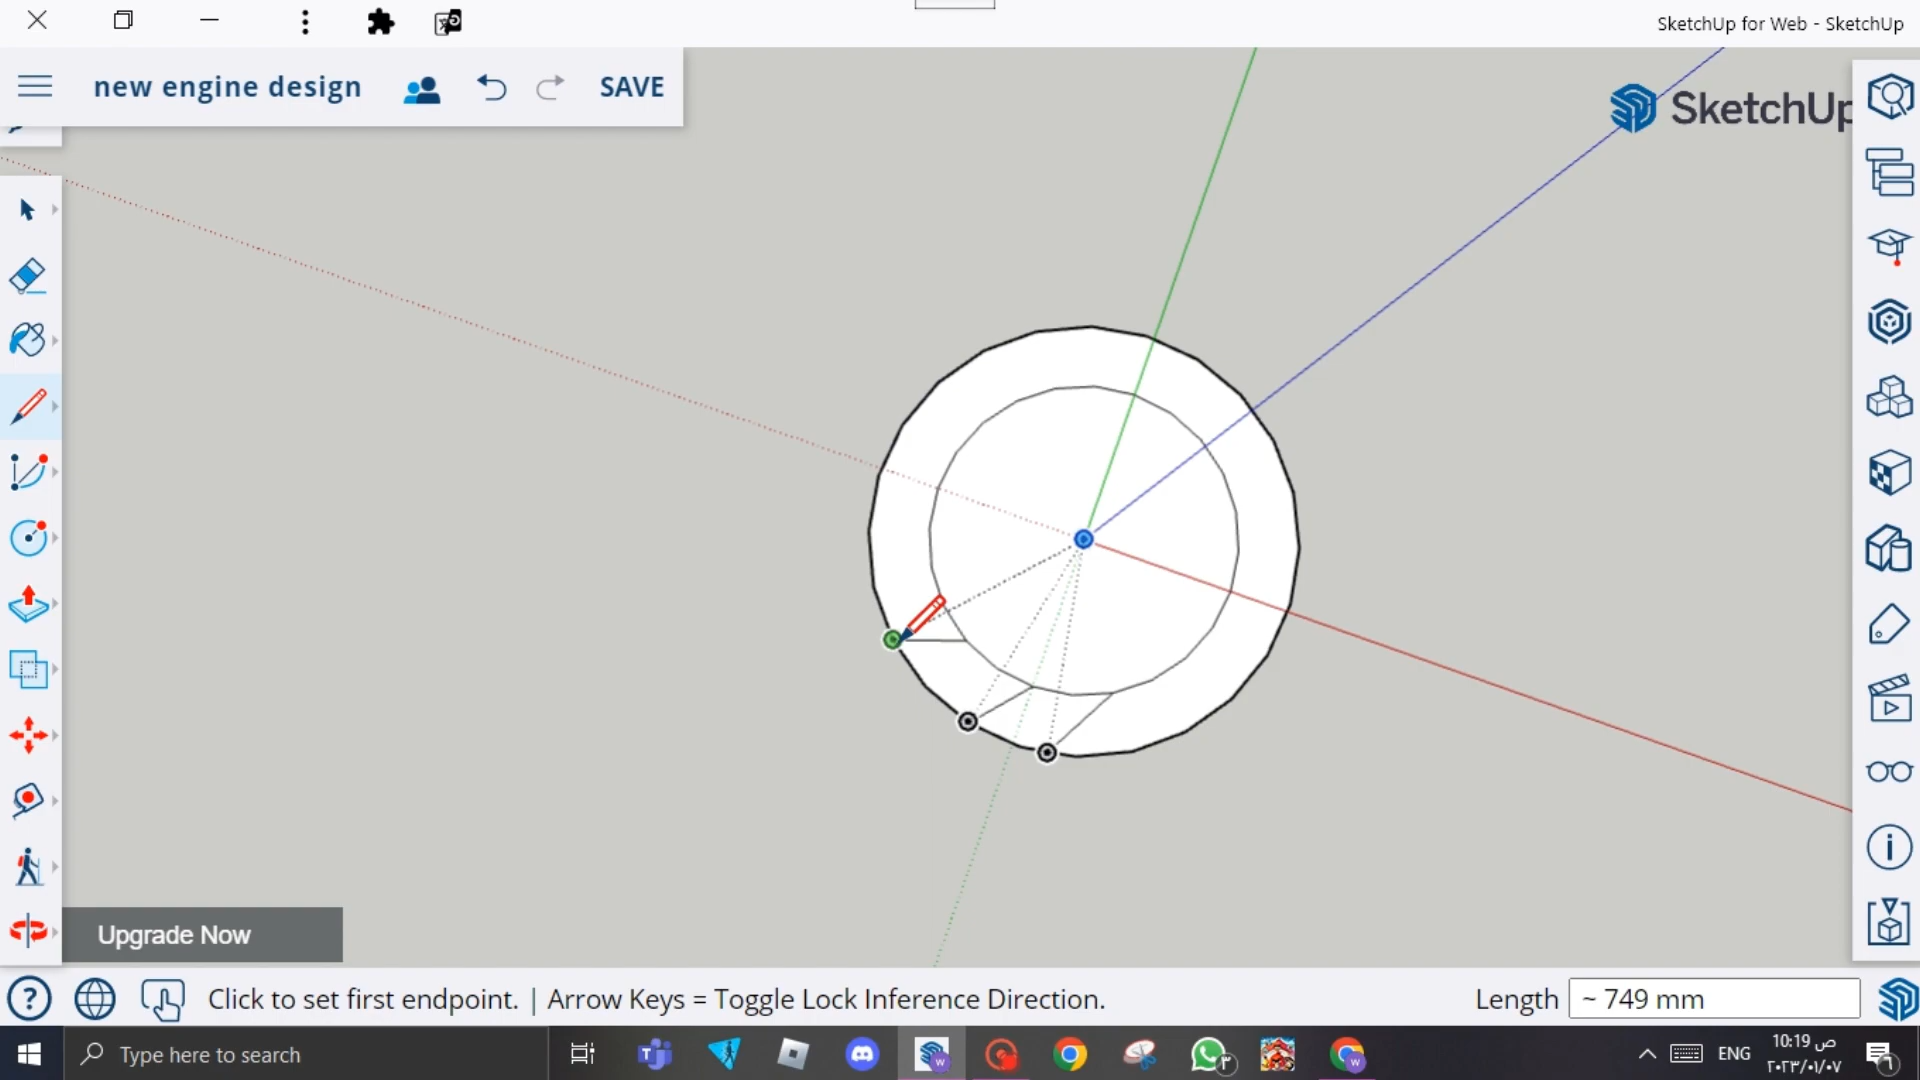 SketchUp for Web - SketchUp
new engine design
SAVE
SketchUp
Upgrade Now
Click to set first endpoint. | Arrow Keys = Toggle Lock Inference Direction.
Length ~ 749 mm
Type here to search
ENG
10:19 ص
٢٠٢٣/٠١/٠٧